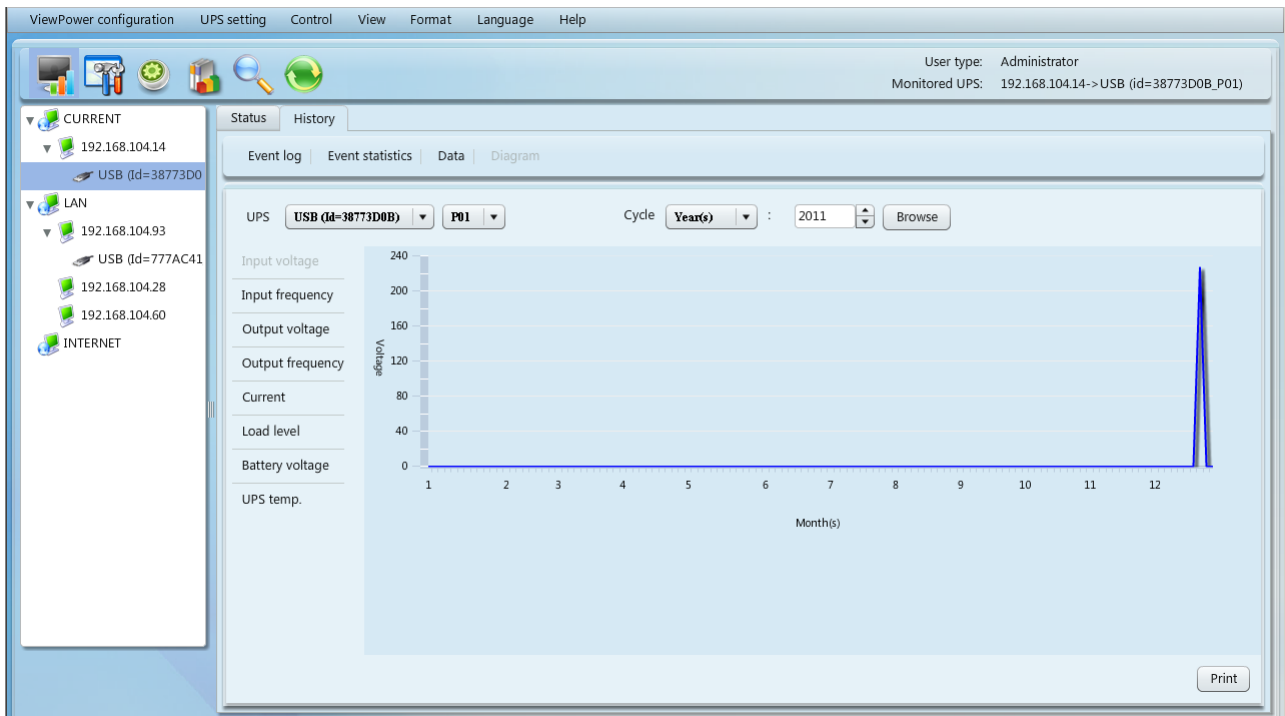 ViewPower configuration UPS setting Control View Format Language Help
User type: Administrator
Monitored UPS: 192.168.104.14->USB (id=38773D0B_P01)
CURRENT
192.168.104.14
USB (Id=38773D0
LAN
192.168.104.93
USB (Id=777AC41
192.168.104.28
192.168.104.60
INTERNET
Status History
Event log Event statistics Data Diagram
UPS USB (Id=38773D0B) P01 Cycle Year(s) : 2011 Browse
Input voltage
Input frequency
Output voltage
Output frequency
Current
Load level
Battery voltage
UPS temp.
Voltage
240
200
160
120
80
40
0
1 2 3 4 5 6 7 8 9 10 11 12
Month(s)
Print